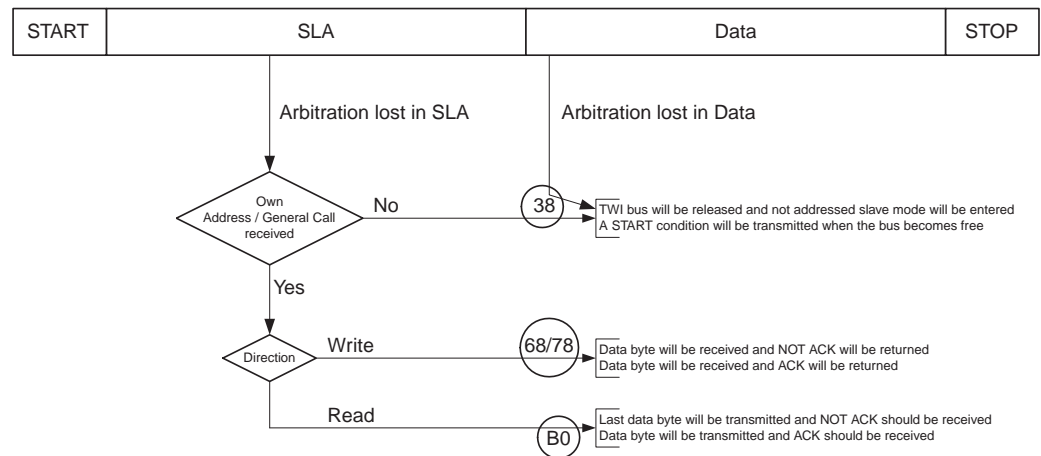 START SLA Data STOP
Arbitration lost in SLA Arbitration lost in Data
Own
Address / General Call
received
No
38
TWI bus will be released and not addressed slave mode will be entered
A START condition will be transmitted when the bus becomes free
Yes
Direction
Write
68/78
Data byte will be received and NOT ACK will be returned
Data byte will be received and ACK will be returned
Read
B0
Last data byte will be transmitted and NOT ACK should be received
Data byte will be transmitted and ACK should be received